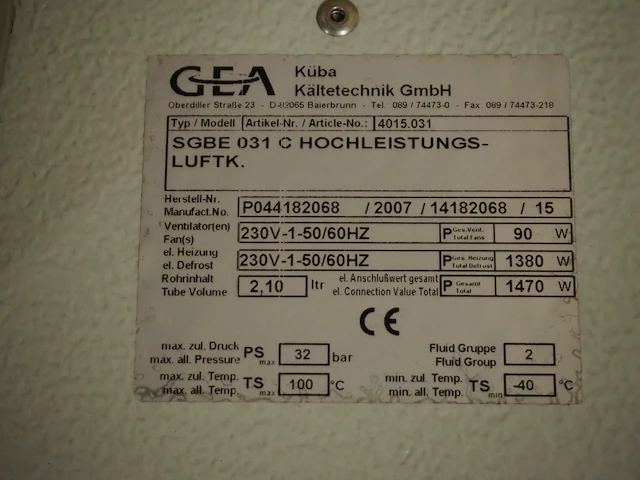 GEA Küba
Kältetechnik GmbH
Oberdiller Straße 23 - D-82065 Baierbrunn - Tel. 089 / 74473-0 - Fax. 089 / 74473-218
Typ / Modell Artikel-Nr. / Article-No.: 4015.031
SGBE 031 C HOCHLEISTUNGS-
LUFTK.
Herstell-Nr.
Manufact.No. P044182068 / 2007 / 14182068 / 15
Ventilator(en)
Fan(s) 230V-1-50/60HZ P Ges. Vent. Total Fans 90 W
el. Heizung
el. Defrost 230V-1-50/60HZ P Ges. Heizung Total Defrost 1380 W
Rohrinhalt
Tube Volume 2,10 ltr
el. Anschlußwert gesamt
el. Connection Value Total P Gesamt Total 1470 W
CE
max. zul. Druck
max. all. Pressure PS max 32 bar
Fluid Gruppe
Fluid Group 2
max. zul. Temp.
max. all. Temp. TS max 100 °C
min. zul. Temp.
min. all. Temp. TS min -40 °C